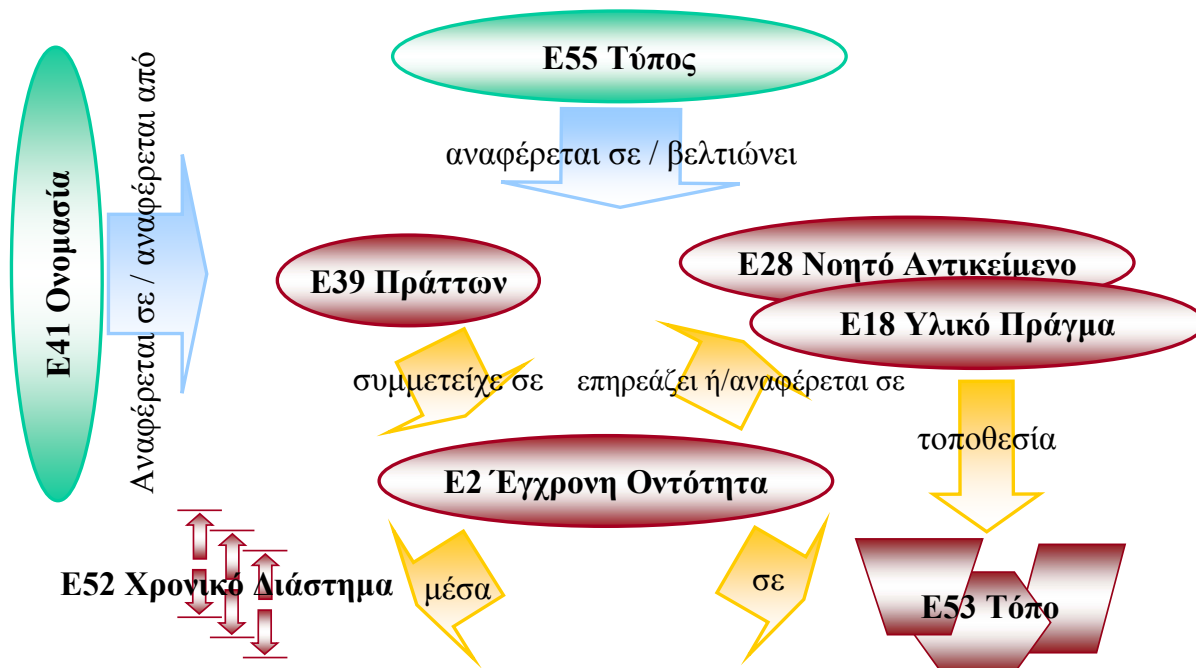 E55 Τύπος
αναφέρεται σε / βελτιώνει
E41 Ονομασία
Αναφέρεται σε / αναφέρεται από
E39 Πράττων
E28 Νοητό Αντικείμενο
E18 Υλικό Πράγμα
συμμετείχε σε
επηρεάζει ή/αναφέρεται σε
τοποθεσία
E2 Έγχρονη Οντότητα
E52 Χρονικό Διάστημα
μέσα
σε
E53 Τόπο